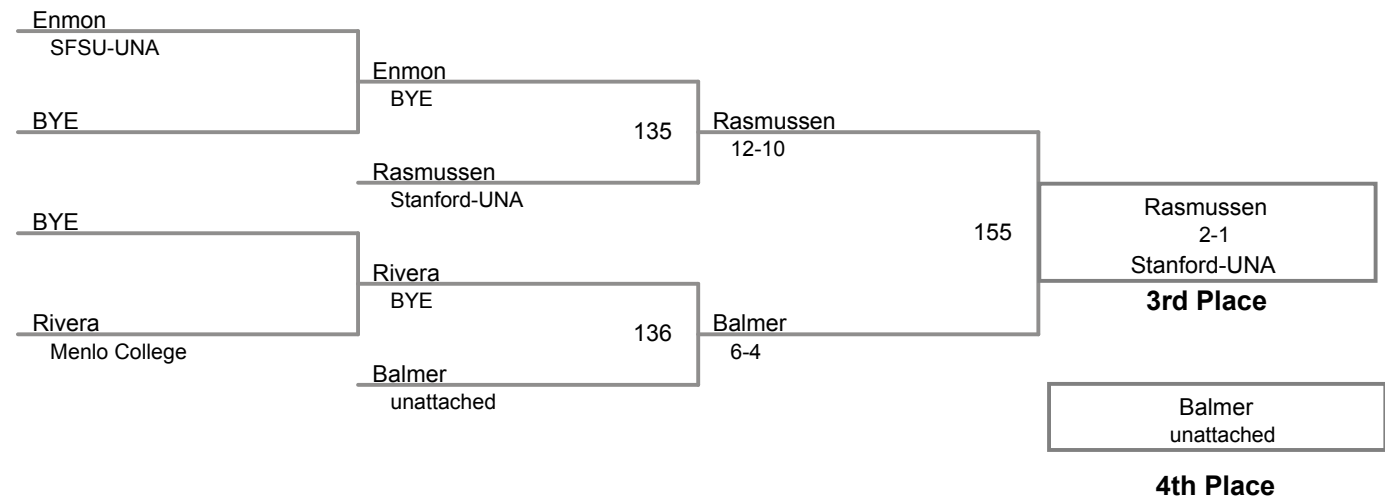 Enmon
SFSU-UNA
BYE
BYE
Rivera
Menlo College
Enmon
BYE
135
Rasmussen
Stanford-UNA
Rivera
BYE
136
Balmer
unattached
Rasmussen
12-10
155
Balmer
6-4
Rasmussen
2-1
Stanford-UNA
3rd Place
Balmer
unattached
4th Place